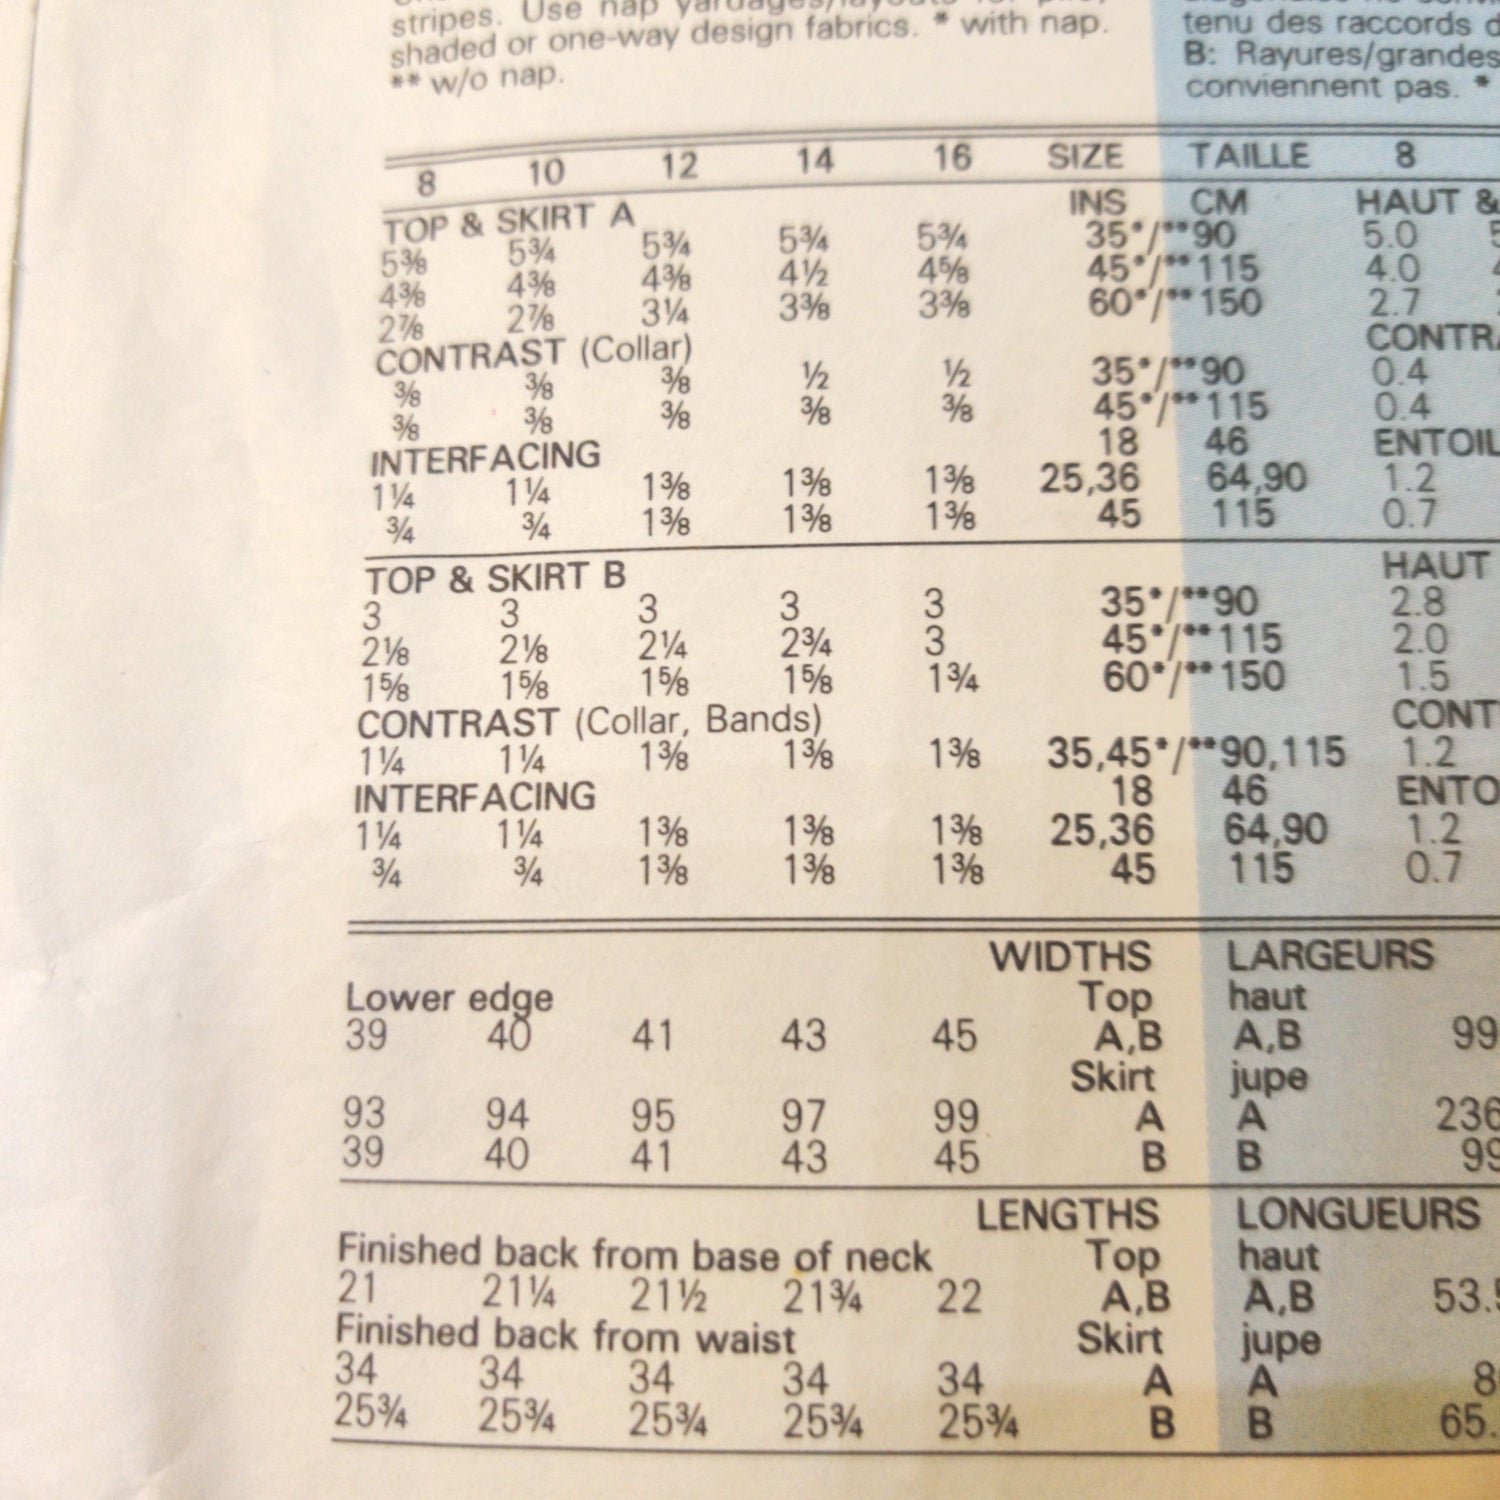 stripes. Use nap yardages/layouts for pile,
shaded or one-way design fabrics. * with nap.
** w/o nap.
tenu des raccords
B: Rayures/grandes
conviennent pas. *
8 10 12 14 16 SIZE TAILLE 8
TOP & SKIRT A INS CM HAUT &
5⅜ 5¾ 5¾ 5¾ 5¾ 35*/**90 5.0
4⅜ 4⅜ 4⅜ 4½ 4⅝ 45*/**115 4.0
2⅞ 2⅞ 3¼ 3⅜ 3⅜ 60*/**150 2.7
CONTRAST (Collar) CONTRA
⅜ ⅜ ⅜ ½ ½ 35*/**90 0.4
⅜ ⅜ ⅜ ⅜ ⅜ 45*/**115 0.4
INTERFACING 18 46 ENTOIL
1¼ 1¼ 1⅜ 1⅜ 1⅜ 25,36 64,90 1.2
¾ ¾ 1⅜ 1⅜ 1⅜ 45 115 0.7
TOP & SKIRT B HAUT
3 3 3 3 3 35*/**90 2.8
2⅛ 2⅛ 2¼ 2¾ 3 45*/**115 2.0
1⅝ 1⅝ 1⅝ 1⅝ 1¾ 60*/**150 1.5
CONTRAST (Collar, Bands) CONT
1¼ 1¼ 1⅜ 1⅜ 1⅜ 35,45*/**90,115 1.2
INTERFACING 18 46 ENTO
1¼ 1¼ 1⅜ 1⅜ 1⅜ 25,36 64,90 1.2
¾ ¾ 1⅜ 1⅜ 1⅜ 45 115 0.7
WIDTHS LARGEURS
Lower edge Top haut
39 40 41 43 45 A,B A,B 99
Skirt jupe
93 94 95 97 99 A A 236
39 40 41 43 45 B B 99
LENGTHS LONGUEURS
Finished back from base of neck Top haut
21 21¼ 21½ 21¾ 22 A,B A,B 53.5
Finished back from waist Skirt jupe
34 34 34 34 34 A A 8
25¾ 25¾ 25¾ 25¾ 25¾ B B 65.